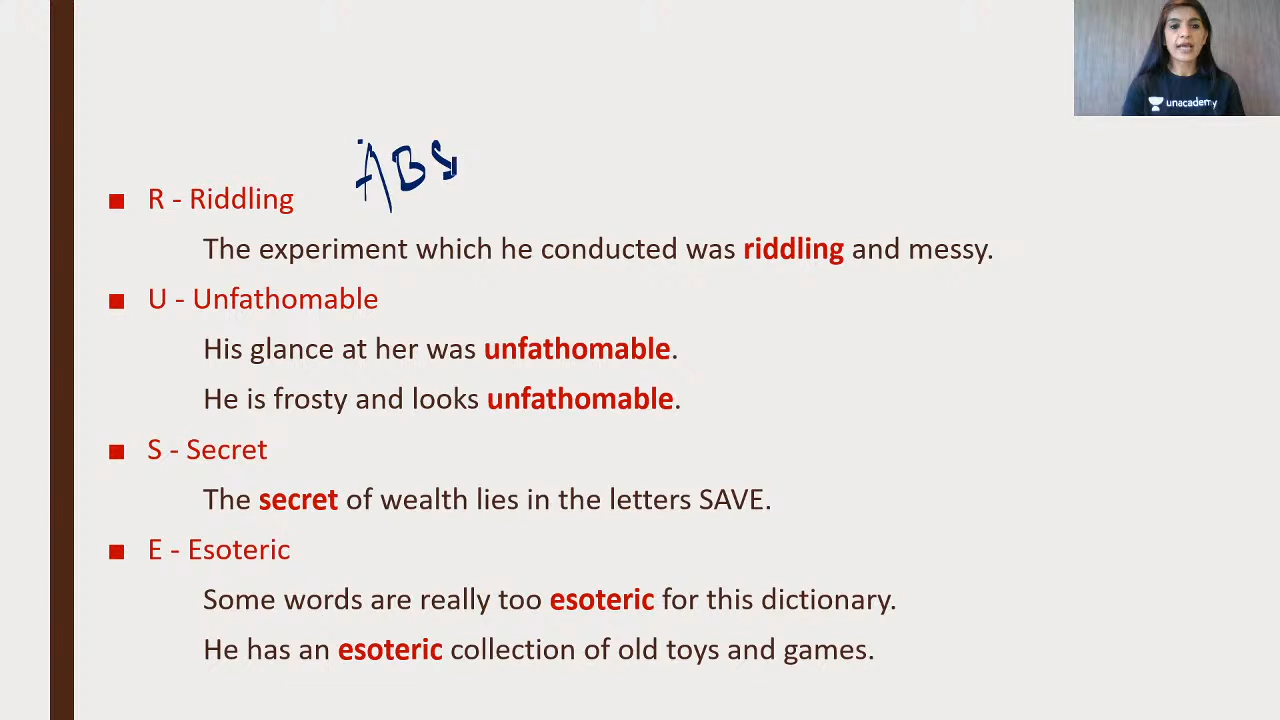 unacademy
ABS
R - Riddling
The experiment which he conducted was riddling and messy.
U - Unfathomable
His glance at her was unfathomable.
He is frosty and looks unfathomable.
S - Secret
The secret of wealth lies in the letters SAVE.
E - Esoteric
Some words are really too esoteric for this dictionary.
He has an esoteric collection of old toys and games.